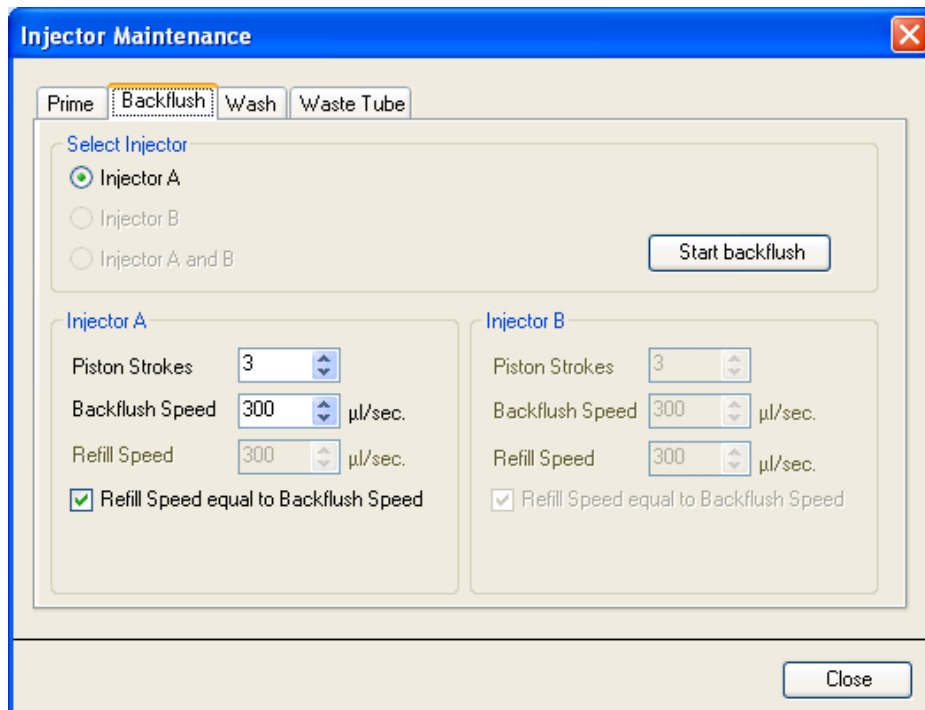 Injector Maintenance
Prime Backflush Wash Waste Tube
Select Injector
Injector A
Injector B
Injector A and B
Start backflush
Injector A
Piston Strokes 3
Backflush Speed 300 µl/sec.
Refill Speed 300 µl/sec.
Refill Speed equal to Backflush Speed
Injector B
Piston Strokes 3
Backflush Speed 300 µl/sec.
Refill Speed 300 µl/sec.
Refill Speed equal to Backflush Speed
Close